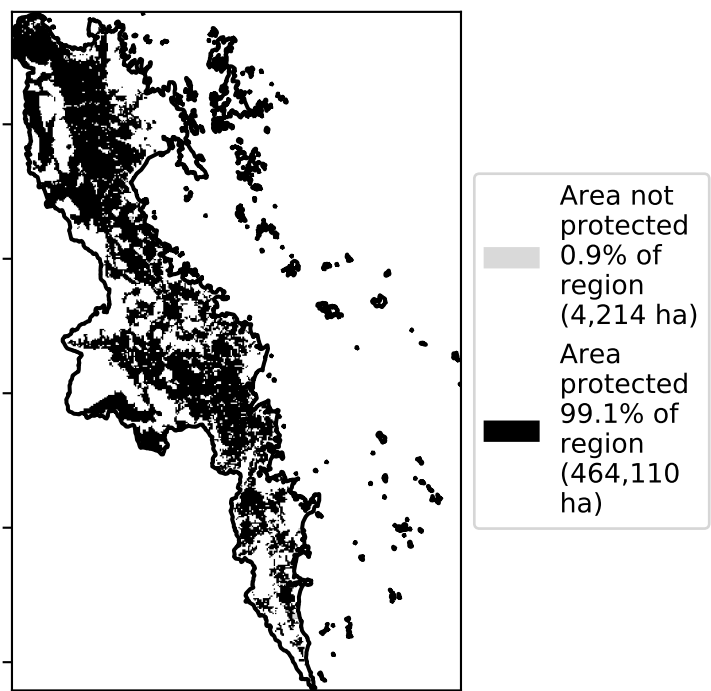 Area not
protected
0.9% of
region
(4,214 ha)
Area
protected
99.1% of
region
(464,110
ha)